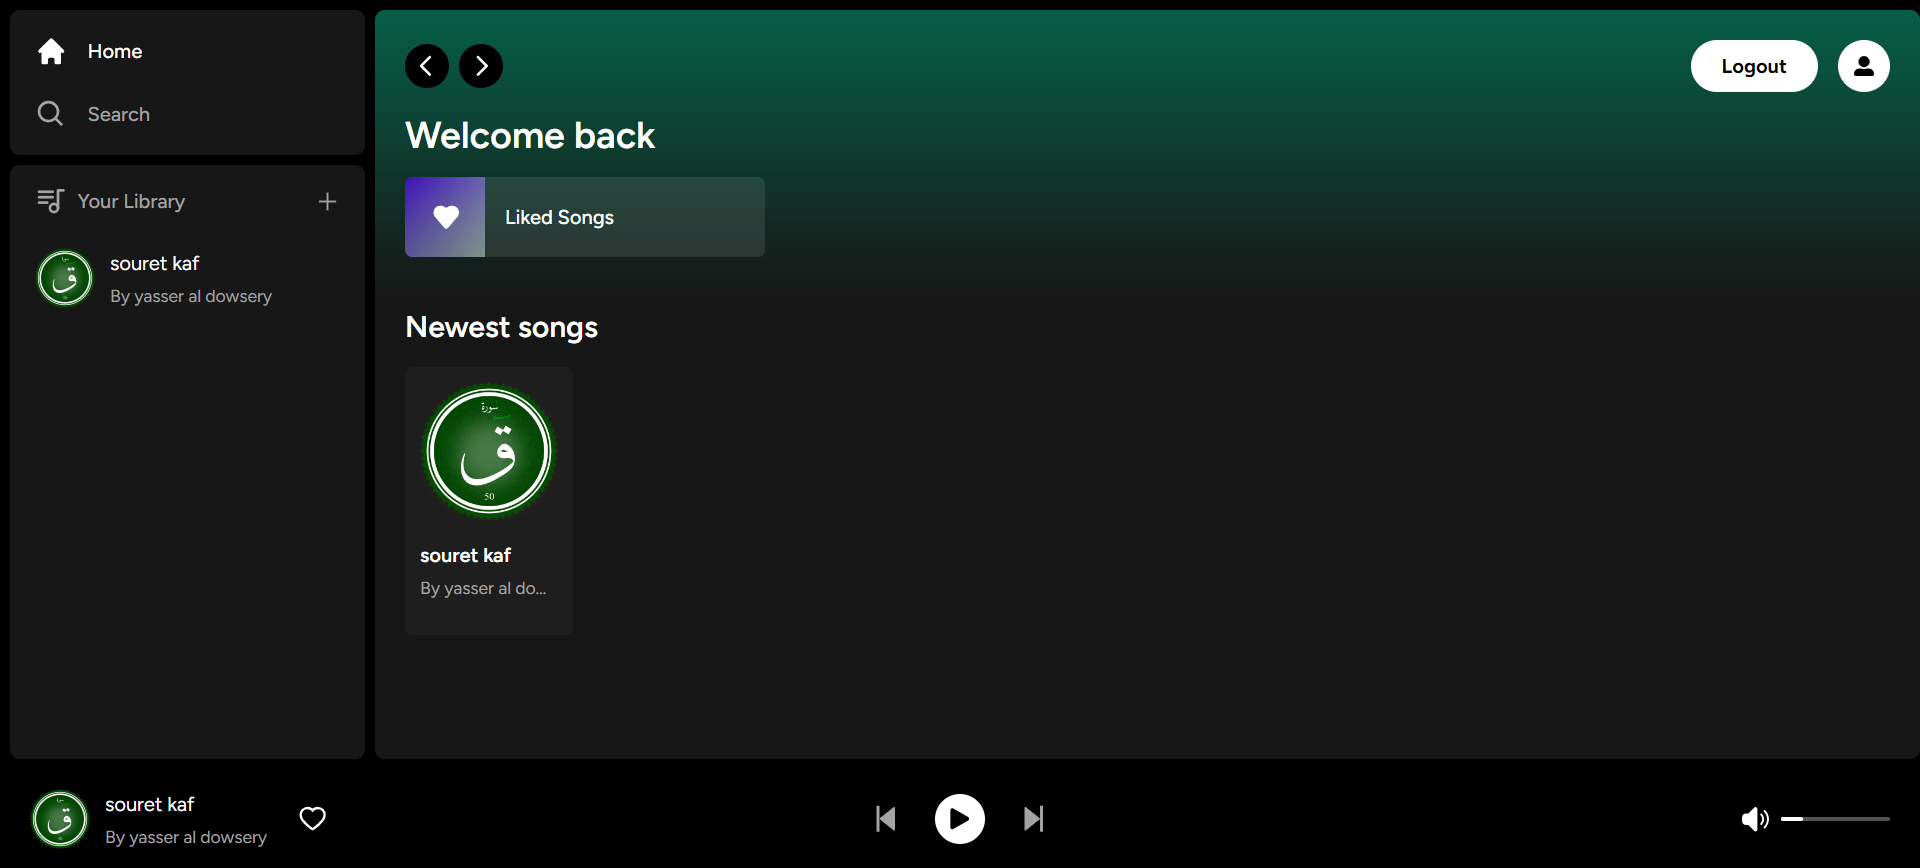 Home
Search
Your Library
souret kaf
By yasser al dowsery
Logout
Welcome back
Liked Songs
Newest songs
سورة
ق
50
souret kaf
By yasser al do...
souret kaf
By yasser al dowsery